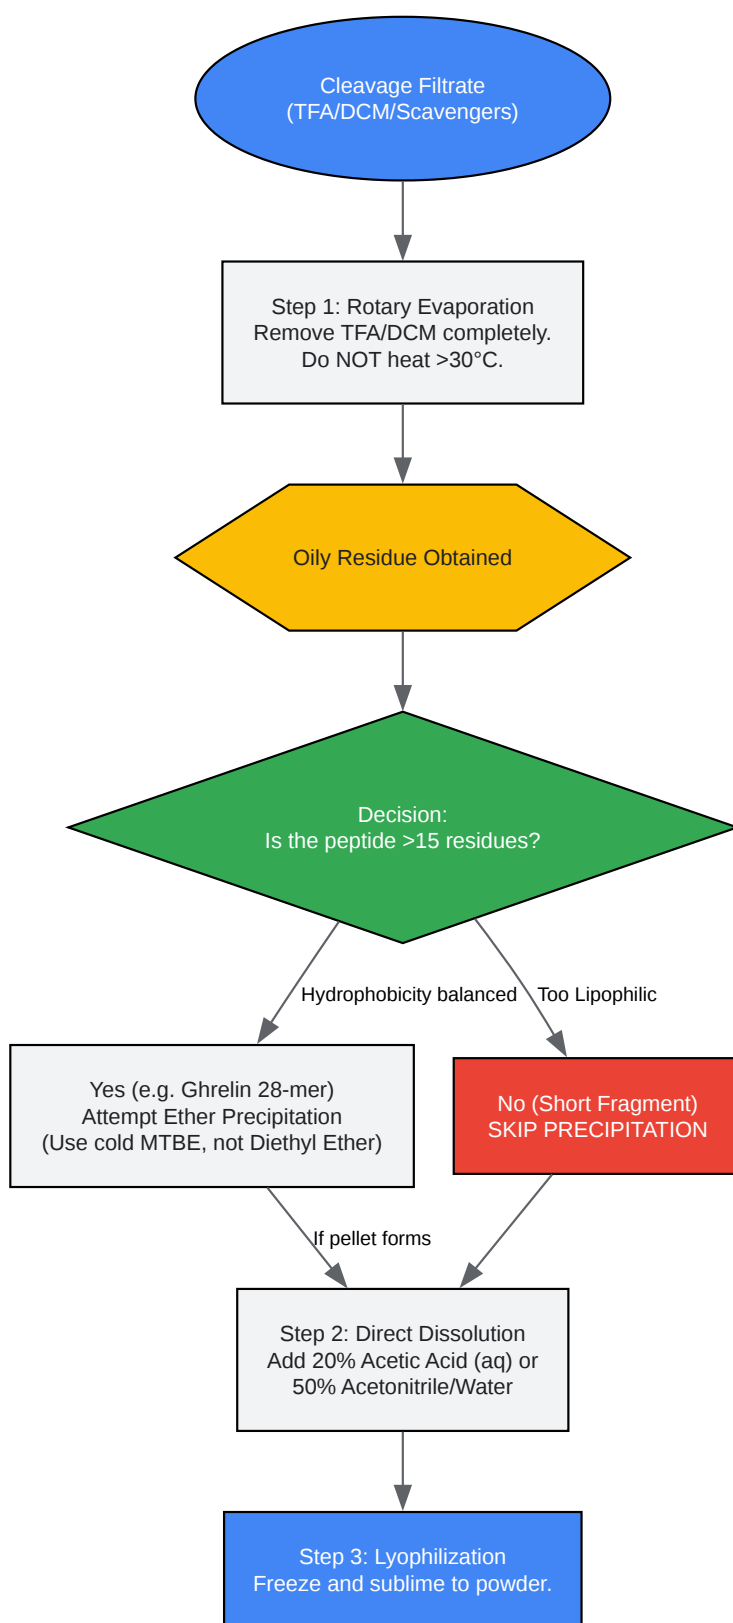 Cleavage Filtrate
(TFA/DCM/Scavengers)
Step 1: Rotary Evaporation
Remove TFA/DCM completely.
Do NOT heat >30°C.
Oily Residue Obtained
Decision:
Is the peptide >15 residues?
Hydrophobicity balanced
Too Lipophilic
Yes (e.g. Ghrelin 28-mer)
Attempt Ether Precipitation
(Use cold MTBE, not Diethyl Ether)
No (Short Fragment)
SKIP PRECIPITATION
If pellet forms
Step 2: Direct Dissolution
Add 20% Acetic Acid (aq) or
50% Acetonitrile/Water
Step 3: Lyophilization
Freeze and sublime to powder.